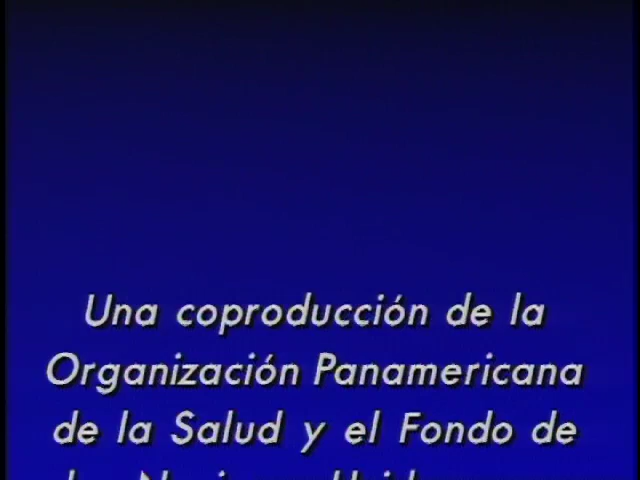 Una coproducción de la
Organización Panamericana
de la Salud y el Fondo de